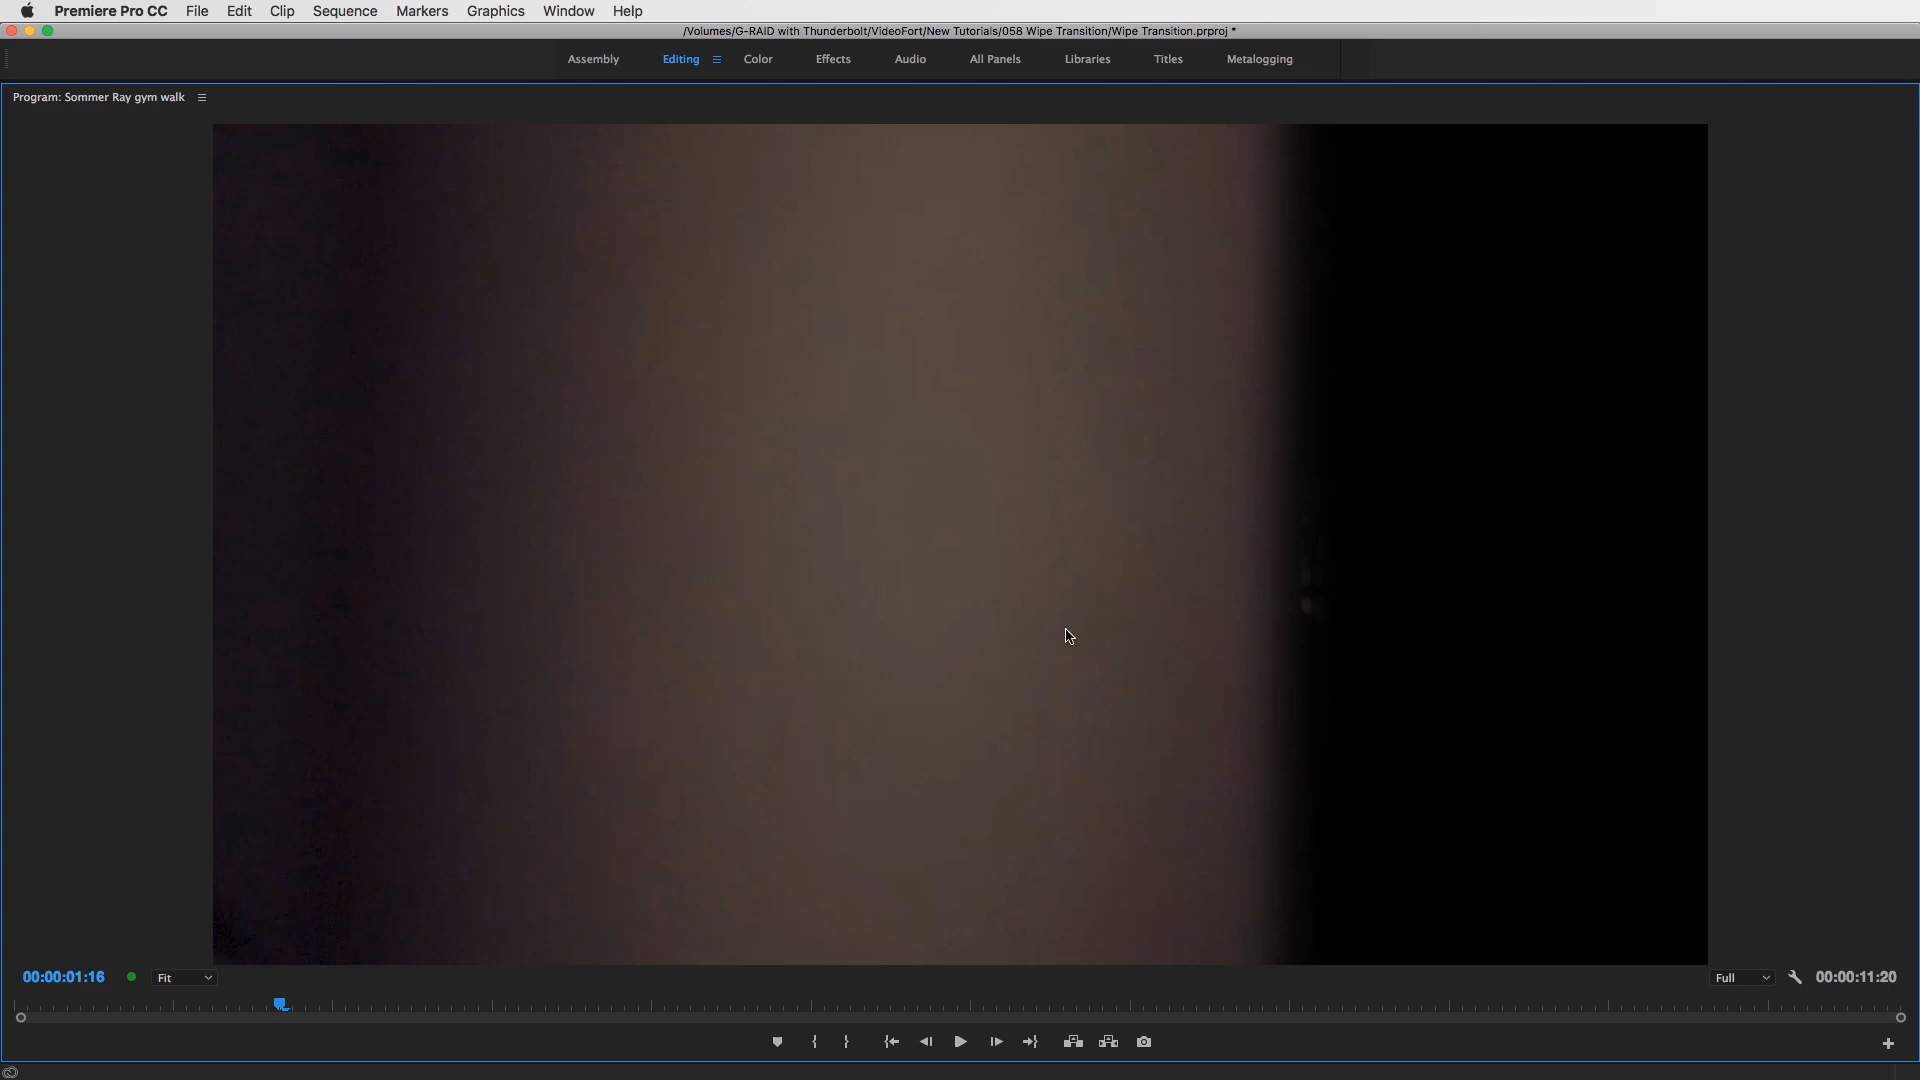 Premiere Pro CC File Edit Clip Sequence Markers Graphics Window Help
/Volumes/G-RAID with Thunderbolt/VideoFort/New Tutorials/058 Wipe Transition/Wipe Transition.prproj *
Assembly Editing Color Effects Audio All Panels Libraries Titles Metalogging
Program: Sommer Ray gym walk
00:00:01:16 Fit Full 00:00:11:20